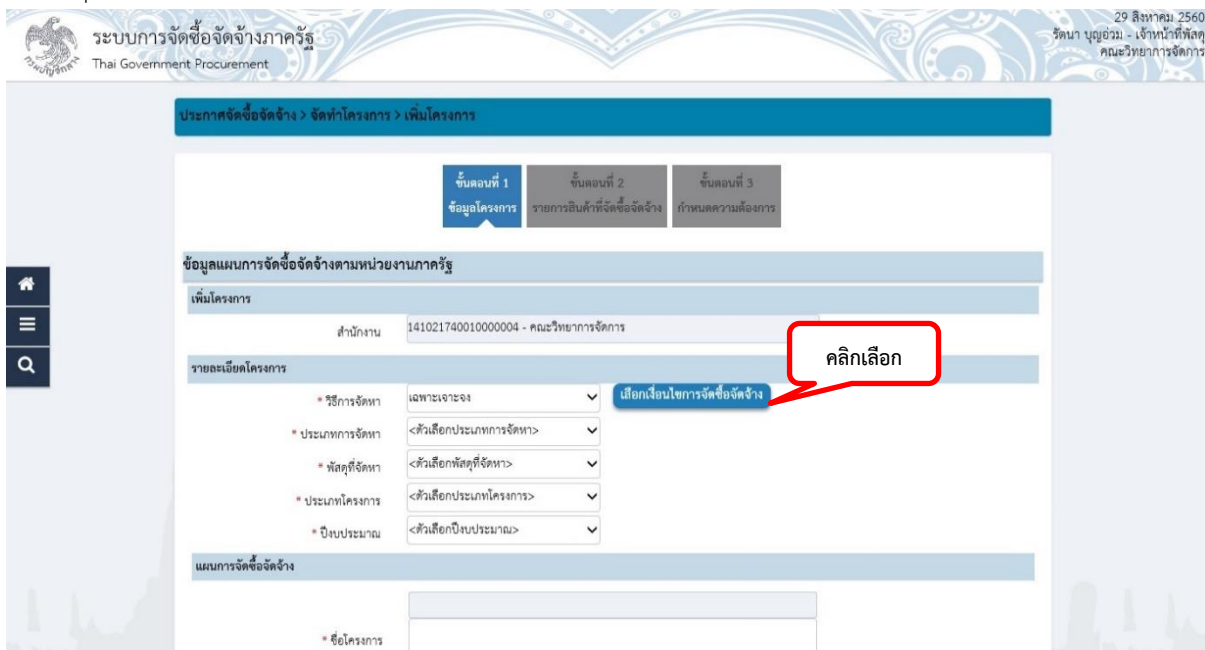 29 สิงหาคม 2560
ระบบการจัดซื้อจัดจ้างภาครัฐ
รัตนา บุญอ่วม - เจ้าหน้าที่พัสดุ
Thai Government Procurement
คณะวิทยาการจัดการ
ประกาศจัดซื้อจัดจ้าง > จัดทำโครงการ > เพิ่มโครงการ
ขั้นตอนที่ 1
ข้อมูลโครงการ
ขั้นตอนที่ 2
รายการสินค้าที่จัดซื้อจัดจ้าง
ขั้นตอนที่ 3
กำหนดความต้องการ
ข้อมูลแผนการจัดซื้อจัดจ้างตามหน่วยงานภาครัฐ
เพิ่มโครงการ
สำนักงาน 141021740010000004 - คณะวิทยาการจัดการ
คลิกเลือก
รายละเอียดโครงการ
* วิธีการจัดหา เฉพาะเจาะจง เลือกเงื่อนไขการจัดซื้อจัดจ้าง
* ประเภทการจัดหา <ตัวเลือกประเภทการจัดหา>
* พัสดุที่จัดหา <ตัวเลือกพัสดุที่จัดหา>
* ประเภทโครงการ <ตัวเลือกประเภทโครงการ>
* ปีงบประมาณ <ตัวเลือกปีงบประมาณ>
แผนการจัดซื้อจัดจ้าง
* ชื่อโครงการ